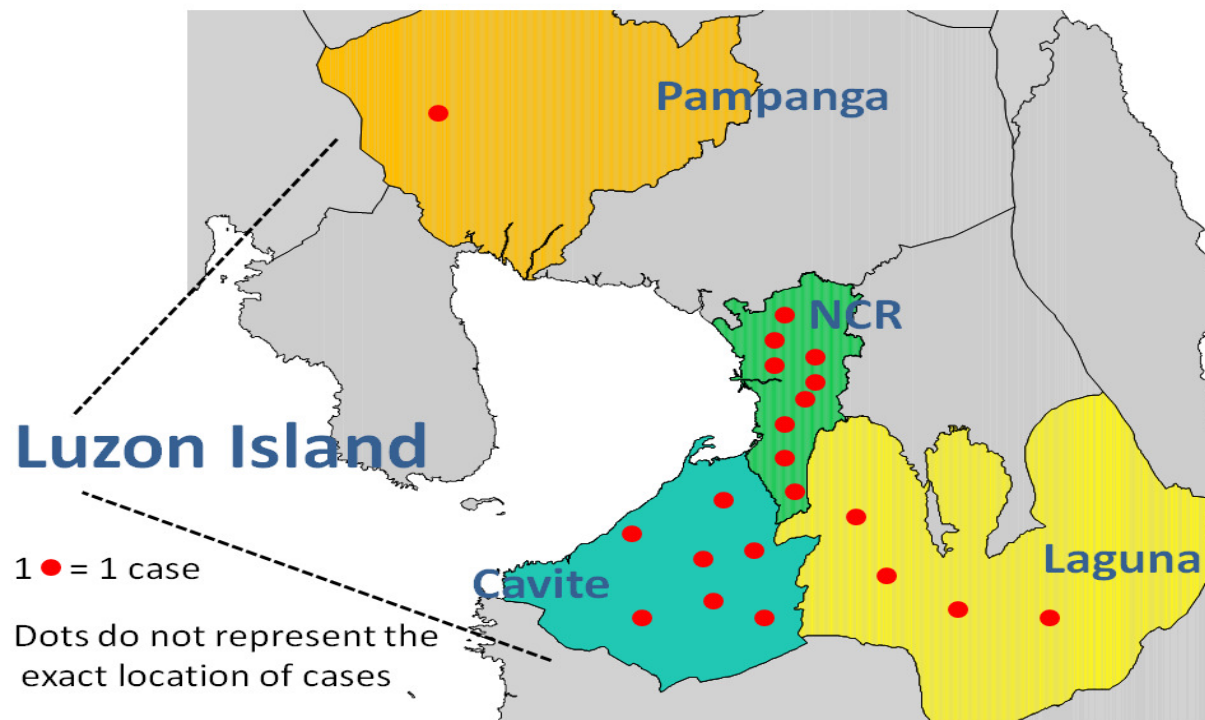 Pampanga
NCR
Luzon Island
Laguna
1 = 1 case
Cavite
Dots do not represent the
exact location of cases